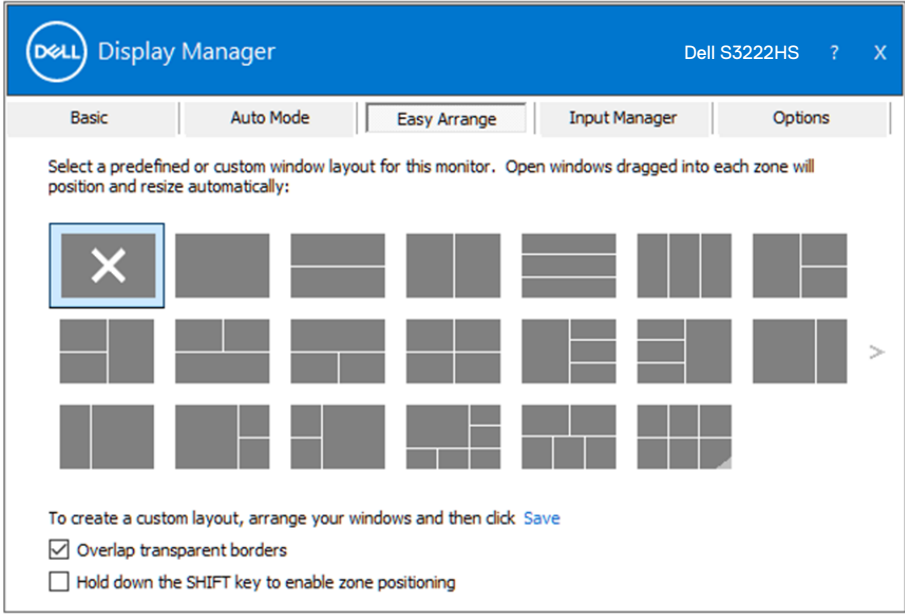 DELL Display Manager Dell S3222HS ? X
Basic Auto Mode Easy Arrange Input Manager Options
Select a predefined or custom window layout for this monitor. Open windows dragged into each zone will
position and resize automatically:
>
To create a custom layout, arrange your windows and then click Save
Overlap transparent borders
Hold down the SHIFT key to enable zone positioning